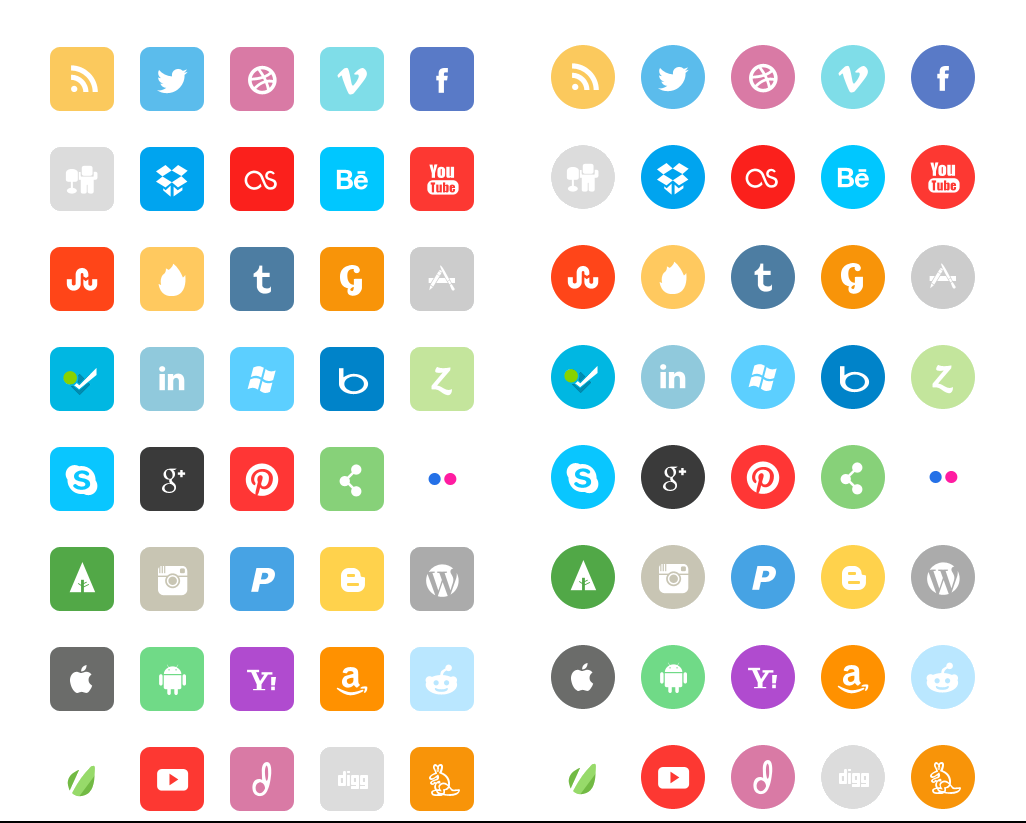 f f
Bē You Tube Bē You Tube
t G t G
in b Z in b Z
S g+ p S g+ p
P B W P B W
Y! a Y! a
d digg d digg